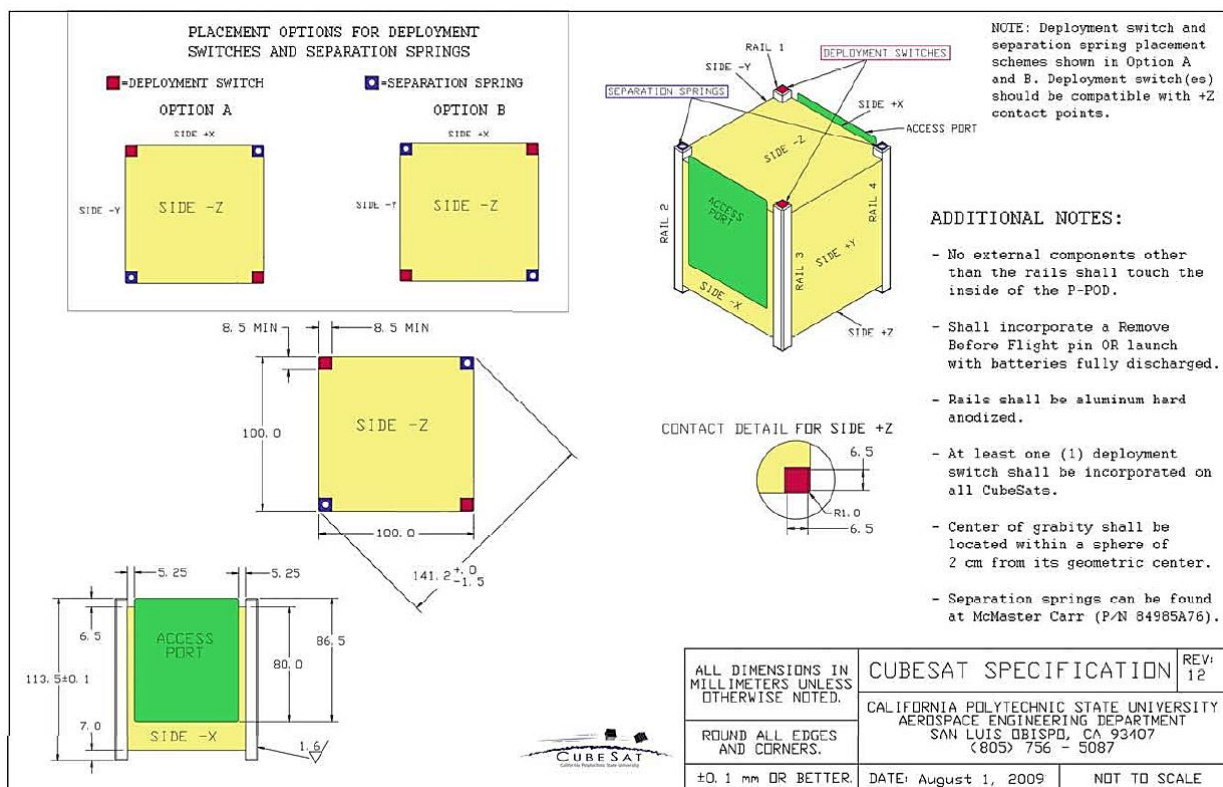 PLACEMENT OPTIONS FOR DEPLOYMENT
SWITCHES AND SEPARATION SPRINGS
=DEPLOYMENT SWITCH
=SEPARATION SPRING
OPTION A
OPTION B
SIDE +X
SIDE +X
SIDE -Y
SIDE -Z
SIDE -Y
SIDE -Z
RAIL 1
DEPLOYMENT SWITCHES
SIDE -Y
SEPARATION SPRINGS
SIDE +X
ACCESS PORT
SIDE -Z
ACCESS
PORT
RAIL 2
RAIL 3
RAIL 4
SIDE +Y
SIDE -X
SIDE +Z
NOTE: Deployment switch and
separation spring placement
schemes shown in Option A
and B. Deployment switch(es)
should be compatible with +Z
contact points.
ADDITIONAL NOTES:
- No external components other
than the rails shall touch the
inside of the P-POD.
- Shall incorporate a Remove
Before Flight pin OR launch
with batteries fully discharged.
- Rails shall be aluminum hard
anodized.
- At least one (1) deployment
switch shall be incorporated on
all CubeSats.
- Center of grabity shall be
located within a sphere of
2 cm from its geometric center.
- Separation springs can be found
at McMaster Carr (P/N 84985A76).
8.5 MIN
8.5 MIN
100.0
SIDE -Z
100.0
141.2 +.0
-1.5
CONTACT DETAIL FOR SIDE +Z
6.5
R1.0
6.5
5.25
5.25
6.5
ACCESS
PORT
86.5
80.0
113.5±0.1
7.0
SIDE -X
1.6
CUBESAT
California Polytechnic State University
ALL DIMENSIONS IN
MILLIMETERS UNLESS
OTHERWISE NOTED.
ROUND ALL EDGES
AND CORNERS.
±0.1 mm OR BETTER.
CUBESAT SPECIFICATION
REV:
12
CALIFORNIA POLYTECHNIC STATE UNIVERSITY
AEROSPACE ENGINEERING DEPARTMENT
SAN LUIS OBISPO, CA 93407
(805) 756 - 5087
DATE: August 1, 2009
NOT TO SCALE